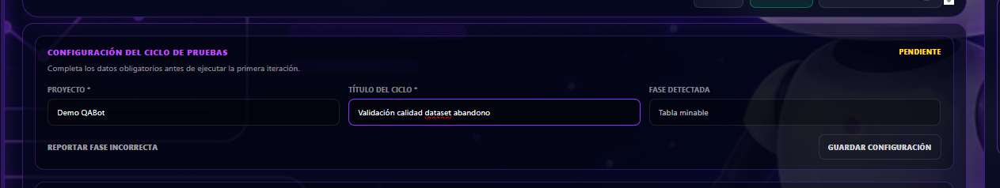 CONFIGURACIÓN DEL CICLO DE PRUEBAS
PENDIENTE
Completa los datos obligatorios antes de ejecutar la primera iteración.
PROYECTO *
TÍTULO DEL CICLO *
FASE DETECTADA
Demo QABot
Validación calidad dataset abandono
Tabla minable
REPORTAR FASE INCORRECTA
GUARDAR CONFIGURACIÓN